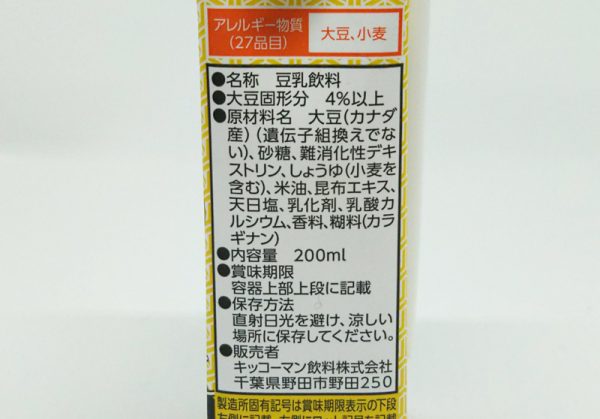 アレルギー物質
(27品目)
大豆、小麦
●名称 豆乳飲料
●大豆固形分 4%以上
●原材料名 大豆(カナダ
産)(遺伝子組換えでな
い)、砂糖、難消化性デキ
ストリン、しょうゆ(小麦を
含む)、米油、昆布エキス、
天日塩、乳化剤、乳酸カ
ルシウム、香料、糊料(カラ
ギナン)
●内容量 200ml
●賞味期限
容器上部上段に記載
●保存方法
直射日光を避け、涼しい
場所に保存してください。
●販売者
キッコーマン飲料株式会社
千葉県野田市野田250
製造所固有記号は賞味期限表示の下段